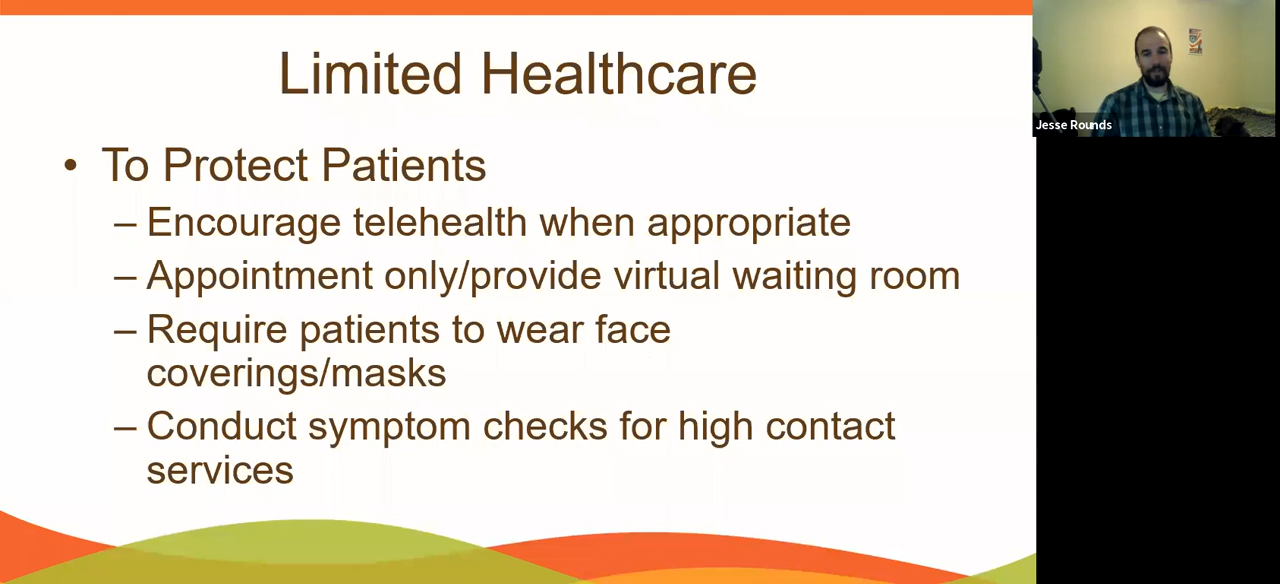 Limited Healthcare
• To Protect Patients
– Encourage telehealth when appropriate
– Appointment only/provide virtual waiting room
– Require patients to wear face
coverings/masks
– Conduct symptom checks for high contact
services
Jesse Rounds